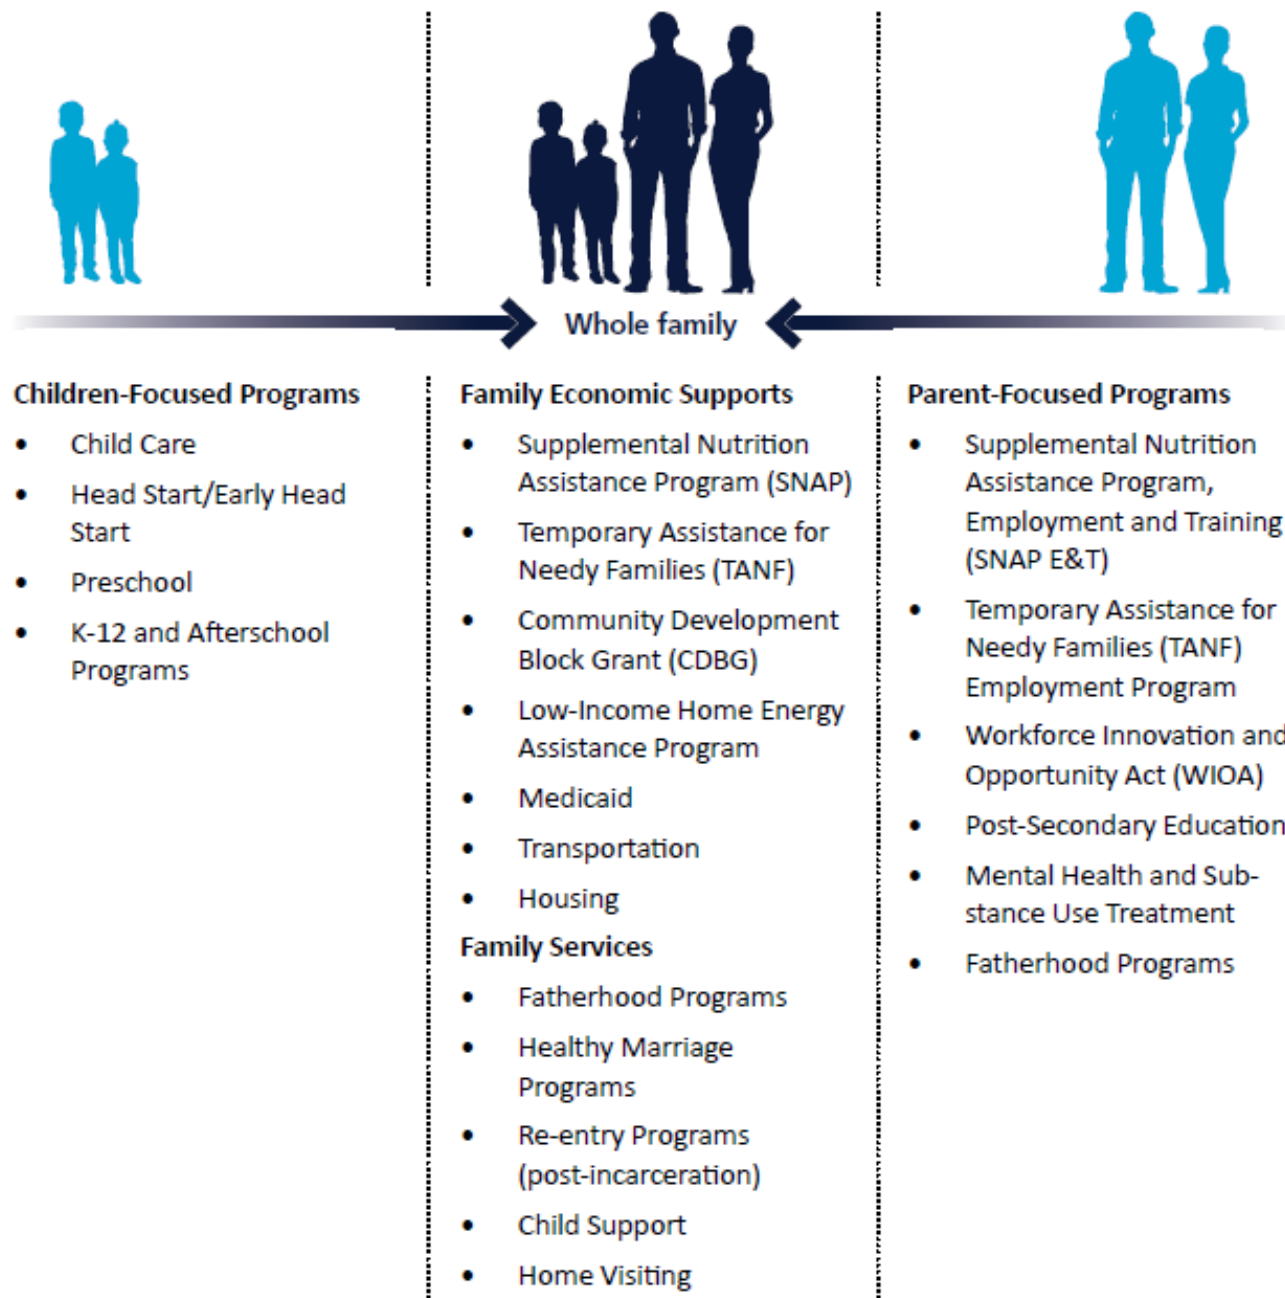 Whole family
Children-Focused Programs
• Child Care
• Head Start/Early Head
Start
• Preschool
• K-12 and Afterschool
Programs
Family Economic Supports
• Supplemental Nutrition
Assistance Program (SNAP)
• Temporary Assistance for
Needy Families (TANF)
• Community Development
Block Grant (CDBG)
• Low-Income Home Energy
Assistance Program
• Medicaid
• Transportation
• Housing
Family Services
• Fatherhood Programs
• Healthy Marriage
Programs
• Re-entry Programs
(post-incarceration)
• Child Support
• Home Visiting
Parent-Focused Programs
• Supplemental Nutrition
Assistance Program,
Employment and Training
(SNAP E&T)
• Temporary Assistance for
Needy Families (TANF)
Employment Program
• Workforce Innovation and
Opportunity Act (WIOA)
• Post-Secondary Education
• Mental Health and Sub-
stance Use Treatment
• Fatherhood Programs